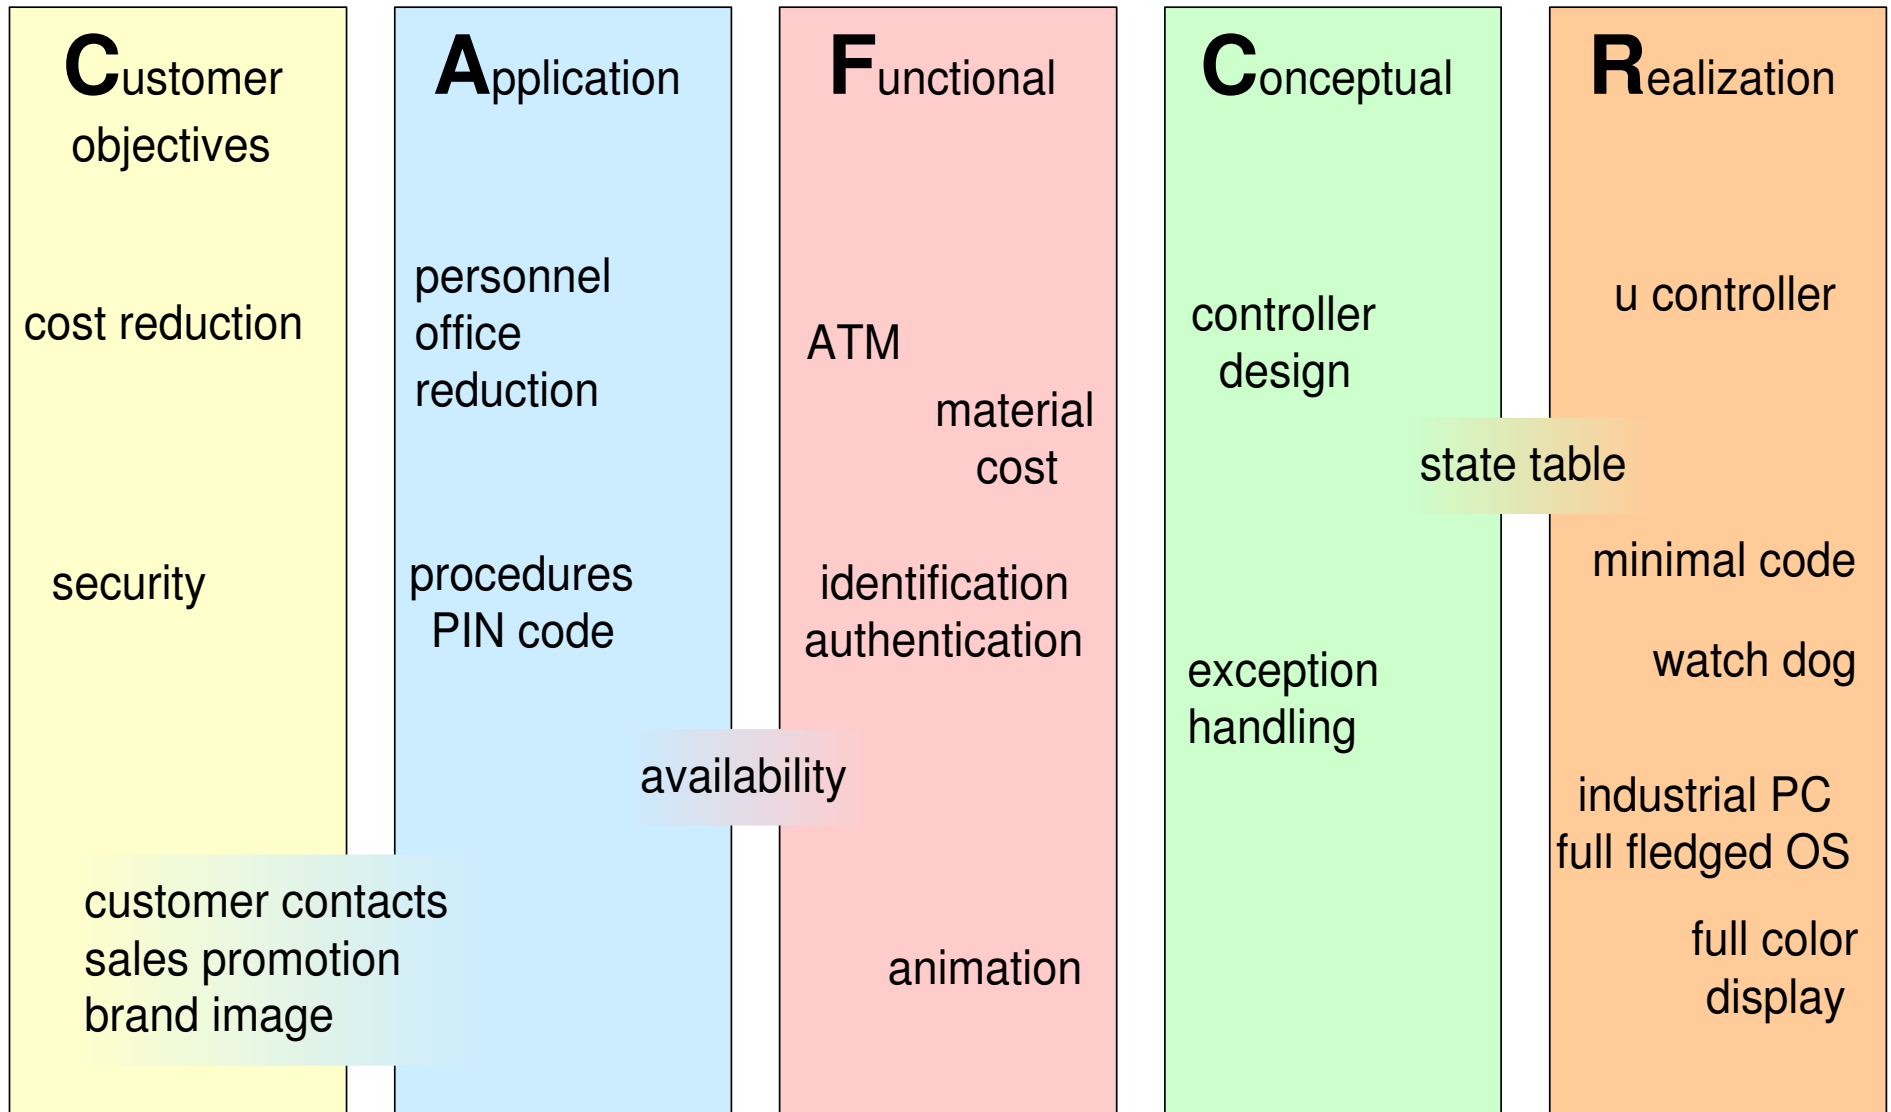 Customer
objectives
cost reduction
security
customer contacts
sales promotion
brand image
Application
personnel
office
reduction
procedures
PIN code
availability
Functional
ATM
material
cost
identification
authentication
animation
Conceptual
controller
design
state table
exception
handling
Realization
u controller
minimal code
watch dog
industrial PC
full fledged OS
full color
display